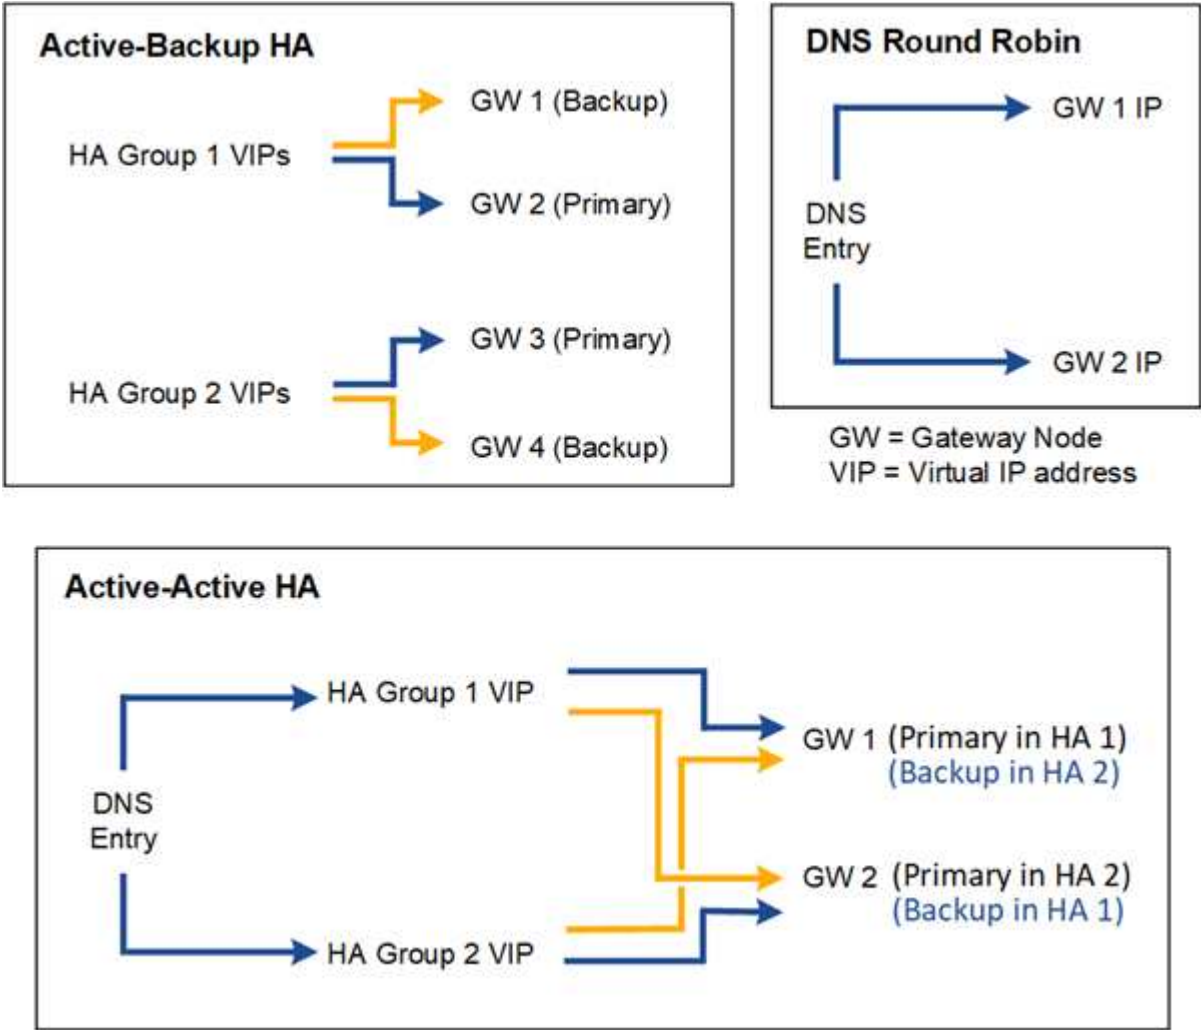 Active-Backup HA
HA Group 1 VIPs
GW 1 (Backup)
GW 2 (Primary)
HA Group 2 VIPs
GW 3 (Primary)
GW 4 (Backup)
DNS Round Robin
DNS
Entry
GW 1 IP
GW 2 IP
GW = Gateway Node
VIP = Virtual IP address
Active-Active HA
DNS
Entry
HA Group 1 VIP
HA Group 2 VIP
GW 1 (Primary in HA 1)
(Backup in HA 2)
GW 2 (Primary in HA 2)
(Backup in HA 1)